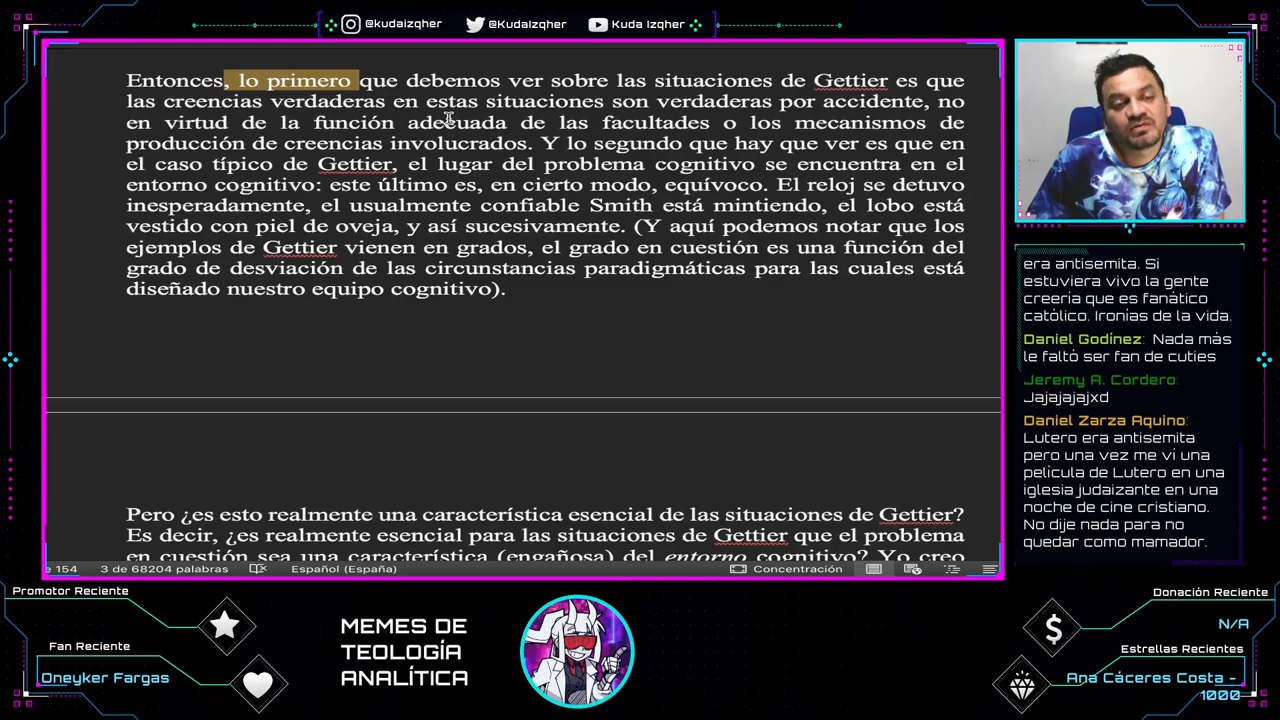 @kudaizqher @KudaIzqher Kuda Izqher
Entonces, lo primero que debemos ver sobre las situaciones de Gettier es que
las creencias verdaderas en estas situaciones son verdaderas por accidente, no
en virtud de la función adecuada de las facultades o los mecanismos de
producción de creencias involucrados. Y lo segundo que hay que ver es que en
el caso típico de Gettier, el lugar del problema cognitivo se encuentra en el
entorno cognitivo: este último es, en cierto modo, equívoco. El reloj se detuvo
inesperadamente, el usualmente confiable Smith está mintiendo, el lobo está
vestido con piel de oveja, y así sucesivamente. (Y aquí podemos notar que los
ejemplos de Gettier vienen en grados, el grado en cuestión es una función del
grado de desviación de las circunstancias paradigmáticas para las cuales está
diseñado nuestro equipo cognitivo).
Pero ¿es esto realmente una característica esencial de las situaciones de Gettier?
Es decir, ¿es realmente esencial para las situaciones de Gettier que el problema
en cuestión sea una característica (engañosa) del entorno cognitivo? Yo creo
e 154 3 de 68204 palabras Español (España) Concentración
era antisemita. Si
estuviera vivo la gente
creería que es fanático
católico. Ironías de la vida.
Daniel Godínez: Nada más
le faltó ser fan de cuties
Jeremy A. Cordero:
Jajajajajxd
Daniel Zarza Aquino:
Lutero era antisemita
pero una vez me vi una
película de Lutero en una
iglesia judaizante en una
noche de cine cristiano.
No dije nada para no
quedar como mamador.
Promotor Reciente
Fan Reciente
Oneyker Fargas
MEMES DE
TEOLOGÍA
ANALÍTICA
Donación Reciente
N/A
Estrellas Recientes
Ana Cáceres Costa -
1000